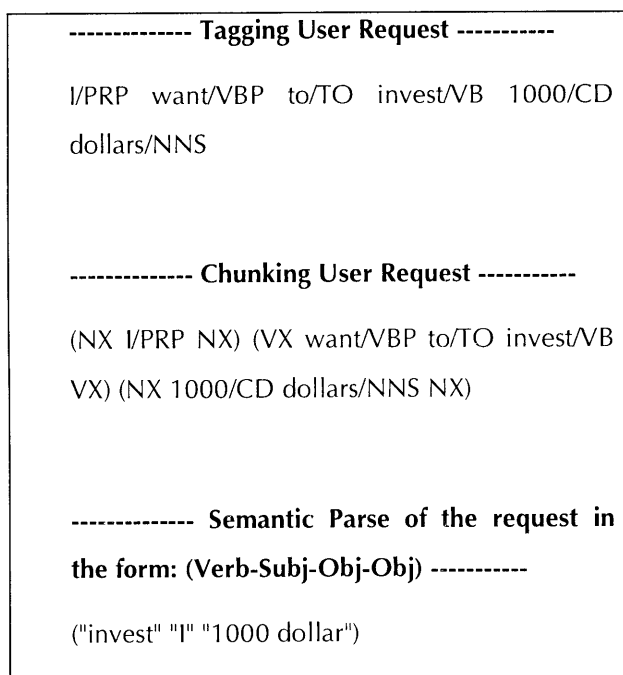 -------------- Tagging User Request -----------
I/PRP want/VBP to/TO invest/VB 1000/CD
dollars/NNS
-------------- Chunking User Request -----------
(NX I/PRP NX) (VX want/VBP to/TO invest/VB
VX) (NX 1000/CD dollars/NNS NX)
-------------- Semantic Parse of the request in
the form: (Verb-Subj-Obj-Obj) -----------
("invest" "I" "1000 dollar")